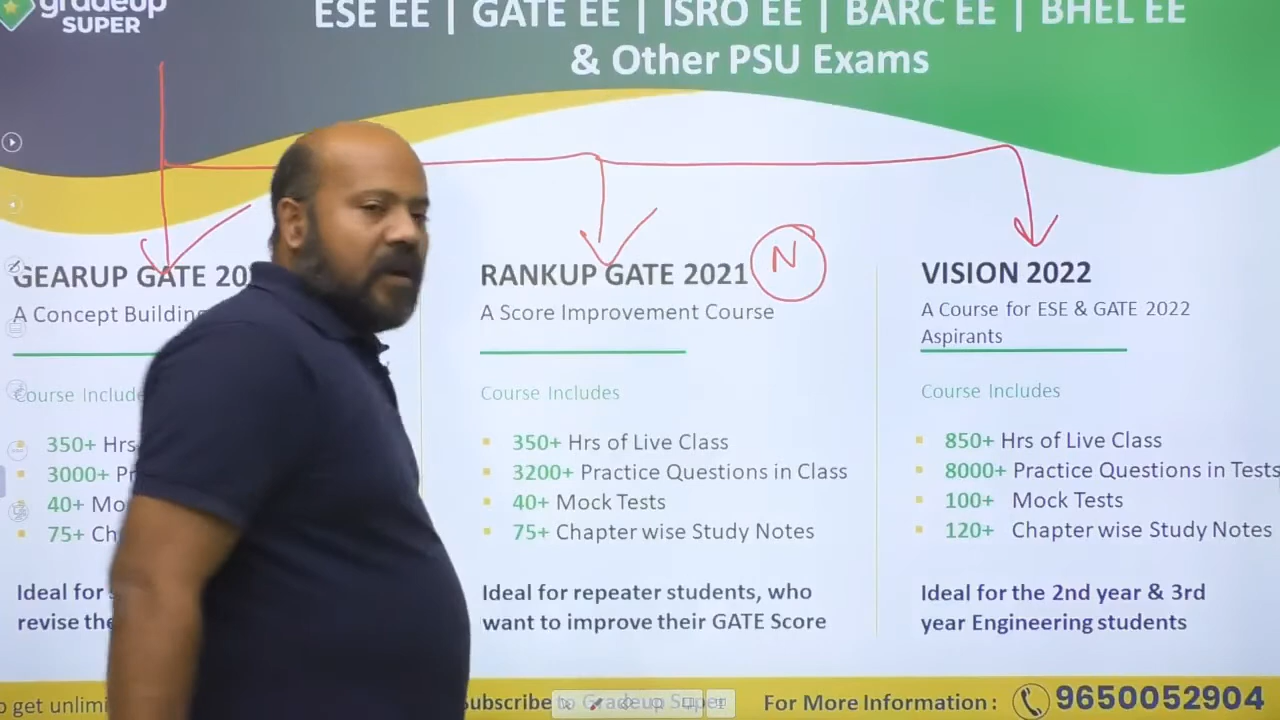 gradeup
SUPER
ESE EE | GATE EE | ISRO EE | BARC EE | BHEL EE
& Other PSU Exams
GEARUP GATE 20
A Concept Building
Course Include
350+ Hrs
3000+ Pr
40+ Mo
75+ Ch
Ideal for
revise the
RANKUP GATE 2021
N
A Score Improvement Course
Course Includes
350+ Hrs of Live Class
3200+ Practice Questions in Class
40+ Mock Tests
75+ Chapter wise Study Notes
Ideal for repeater students, who
want to improve their GATE Score
VISION 2022
A Course for ESE & GATE 2022
Aspirants
Course Includes
850+ Hrs of Live Class
8000+ Practice Questions in Tests
100+ Mock Tests
120+ Chapter wise Study Notes
Ideal for the 2nd year & 3rd
year Engineering students
o get unlimi
ubscribe to Gradeup Super
For More Information : 9650052904